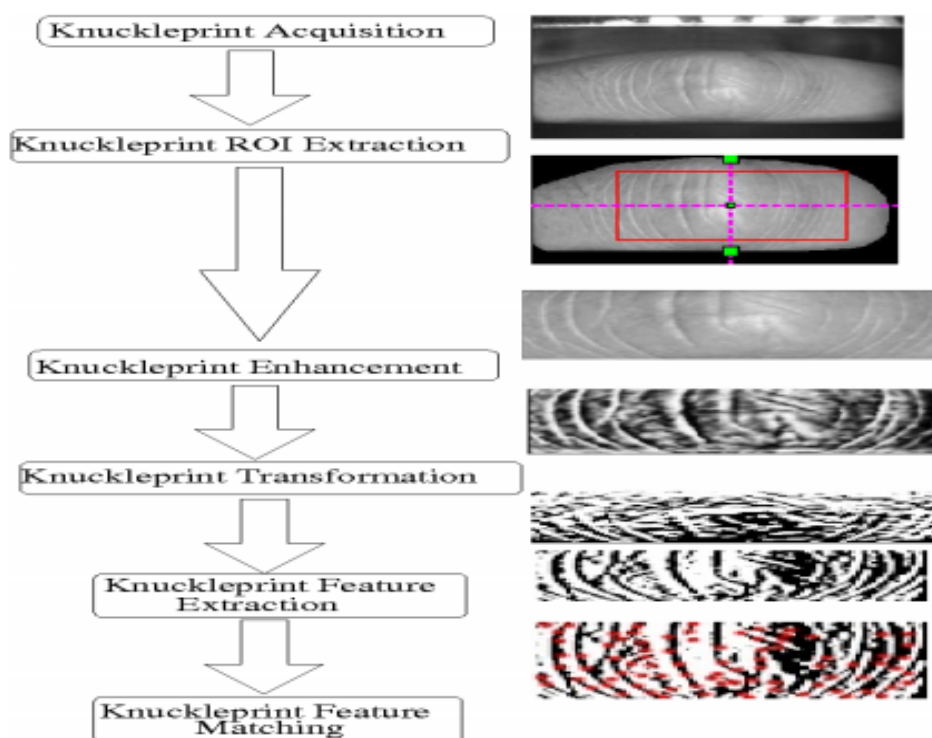 Knuckleprint Acquisition
Knuckleprint ROI Extraction
Knuckleprint Enhancement
Knuckleprint Transformation
Knuckleprint Feature
Extraction
Knuckleprint Feature
Matching